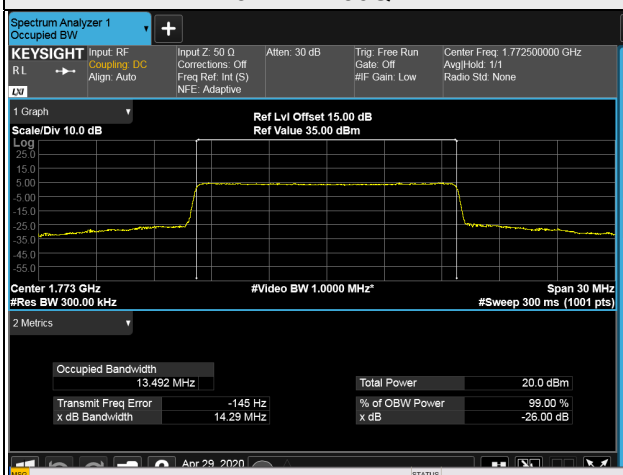 Spectrum Analyzer 1
Occupied BW
+
KEYSIGHT Input: RF Input Z: 50 Ω Atten: 30 dB Trig: Free Run Center Freq: 1.772500000 GHz
RL Coupling: DC Corrections: Off Gate: Off Avg|Hold: 1/1
Align: Auto Freq Ref: Int (S) #IF Gain: Low Radio Std: None
LXI NFE: Adaptive
1 Graph Ref Lvl Offset 15.00 dB
Scale/Div 10.0 dB Ref Value 35.00 dBm
Log
25.0
15.0
5.00
-5.00
-15.0
-25.0
-35.0
-45.0
-55.0
Center 1.773 GHz #Video BW 1.0000 MHz* Span 30 MHz
#Res BW 300.00 kHz #Sweep 300 ms (1001 pts)
2 Metrics
Occupied Bandwidth
13.492 MHz Total Power 20.0 dBm
Transmit Freq Error -145 Hz % of OBW Power 99.00 %
x dB Bandwidth 14.29 MHz x dB -26.00 dB
Apr 29, 2020
MSG STATUS